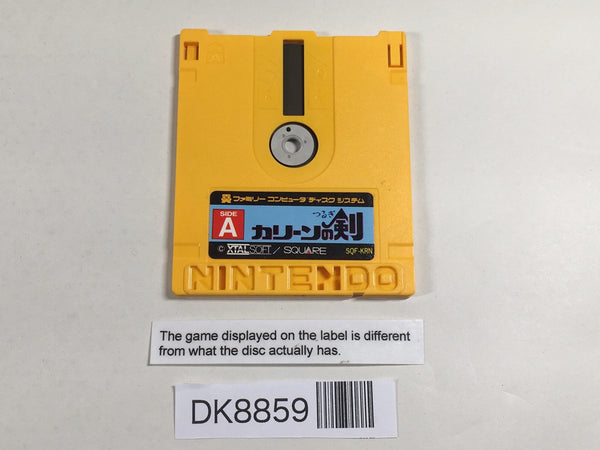 A
ファミリー コンピュータ ディスク システム
SIDE
A
つるぎ
カリーンの剣
© XTALSOFT / SQUARE
SQF-KRN
NINTENDO
The game displayed on the label is different
from what the disc actually has.
DK8859